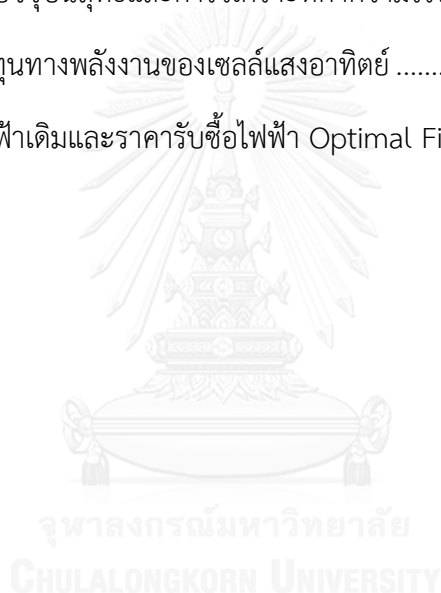 ทุนทางพลังงานของเซลล์แสงอาทิตย์ .......
ฟ้าเดิมและราคารับซื้อไฟฟ้า Optimal Fi
จุฬาลงกรณ์มหาวิทยาลัย
CHULALONGKORN UNIVERSITY